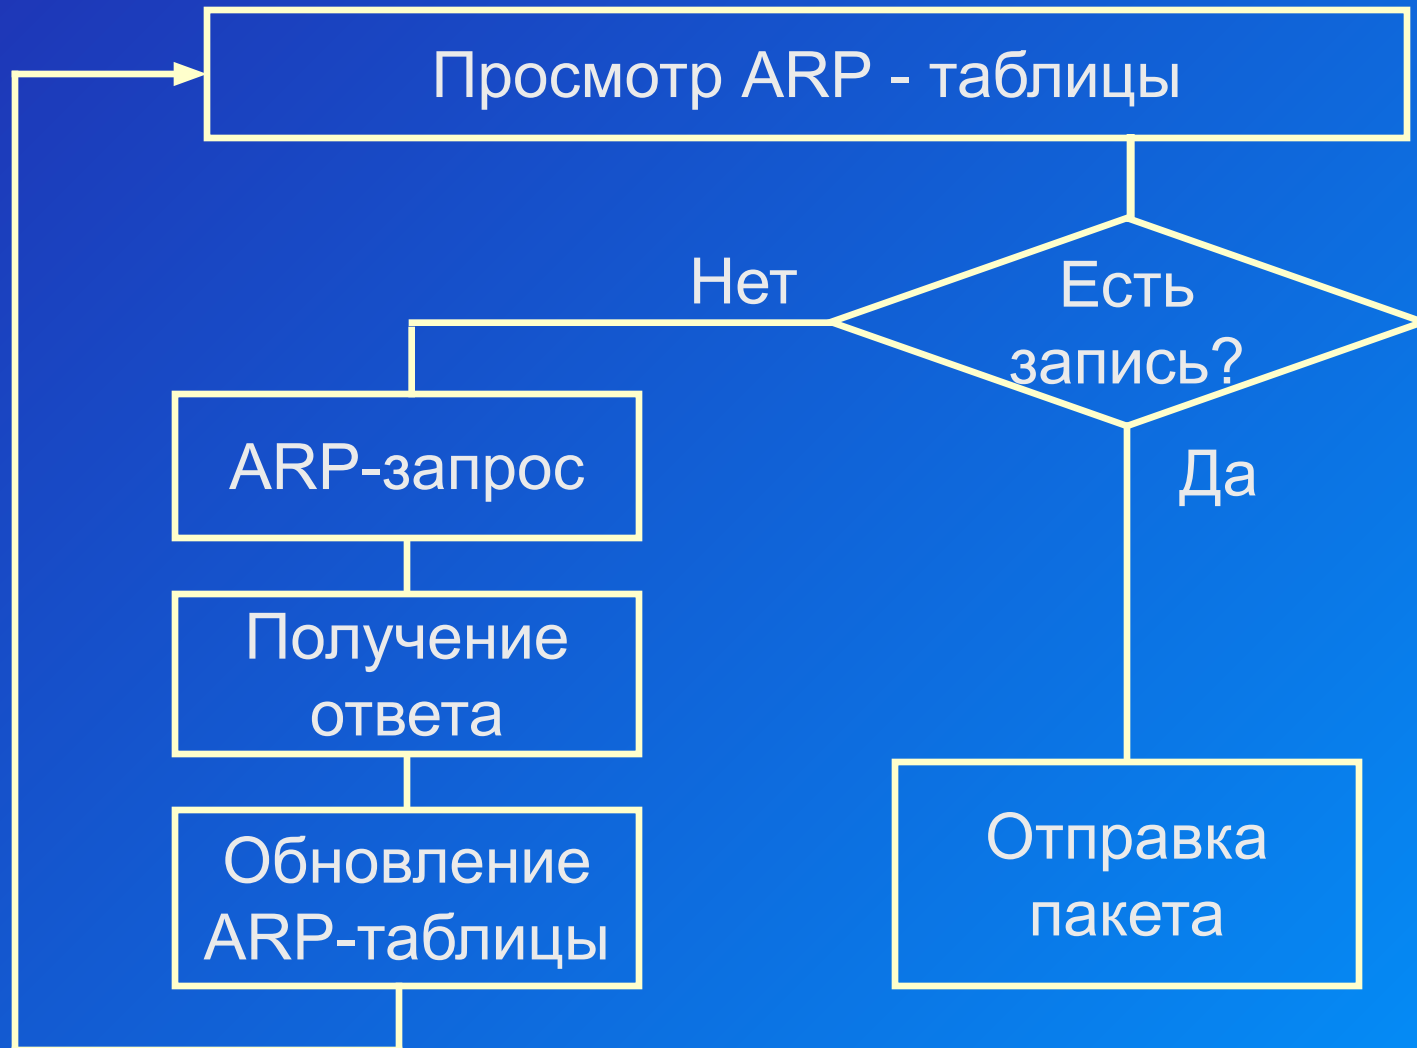 Просмотр ARP - таблицы
Нет
Есть
запись?
ARP-запрос
Да
Получение
ответа
Обновление
ARP-таблицы
Отправка
пакета